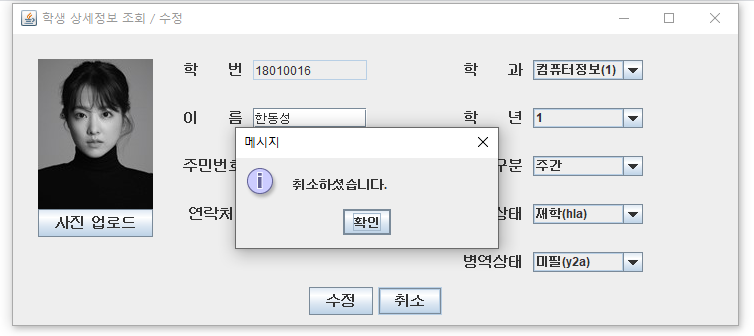 학생 상세정보 조회 / 수정
학 번 18010016 학 과 컴퓨터정보(1)
이 름 한동성 학 년 1
메시지
주민번호 구분 주간
취소하셨습니다.
연락처 상태 재학(hla)
확인
사진 업로드
병역상태 미필(y2a)
수정 취소